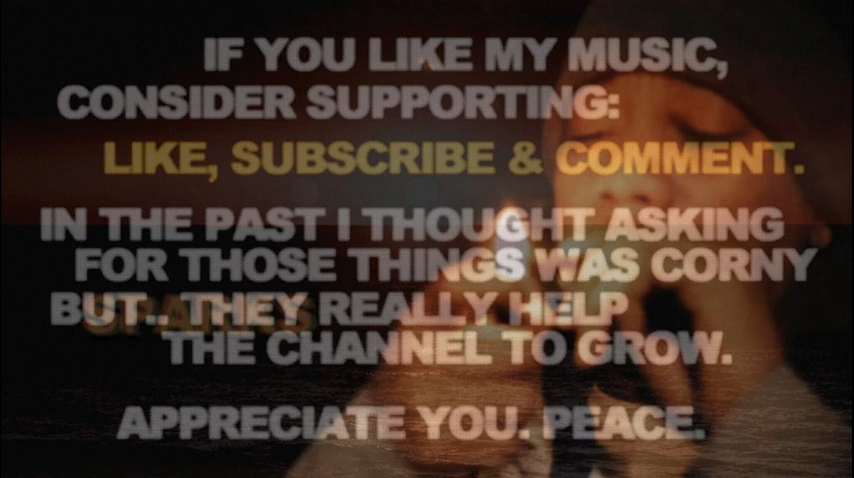 IF YOU LIKE MY MUSIC,
CONSIDER SUPPORTING:
LIKE, SUBSCRIBE & COMMENT.
IN THE PAST I THOUGHT ASKING
FOR THOSE THINGS WAS CORNY
BUT.. THEY REALLY HELP
THE CHANNEL TO GROW.
APPRECIATE YOU. PEACE.